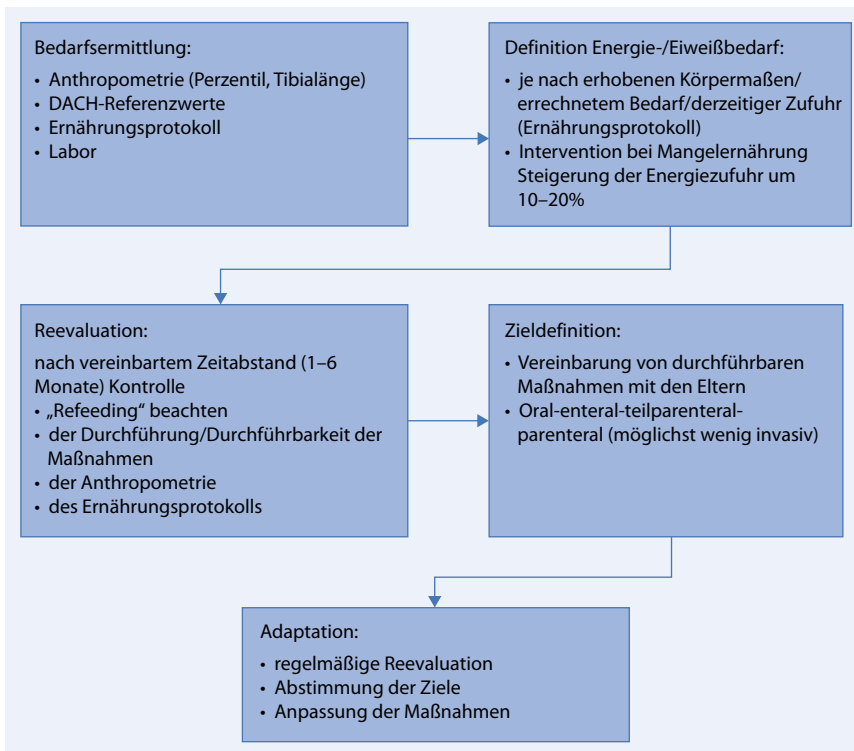 Bedarfsermittlung:
• Anthropometrie (Perzentil, Tibialänge)
• DACH-Referenzwerte
• Ernährungsprotokoll
• Labor
Definition Energie-/Eiweißbedarf:
• je nach erhobenen Körpermaßen/
errechnetem Bedarf/derzeitiger Zufuhr
(Ernährungsprotokoll)
• Intervention bei Mangelernährung
Steigerung der Energiezufuhr um
10–20%
Reevaluation:
nach vereinbartem Zeitabstand (1–6
Monate) Kontrolle
• „Refeeding“ beachten
• der Durchführung/Durchführbarkeit der
Maßnahmen
• der Anthropometrie
• des Ernährungsprotokolls
Zieldefinition:
• Vereinbarung von durchführbaren
Maßnahmen mit den Eltern
• Oral-enteral-teilparenteral-
parenteral (möglichst wenig invasiv)
Adaptation:
• regelmäßige Reevaluation
• Abstimmung der Ziele
• Anpassung der Maßnahmen